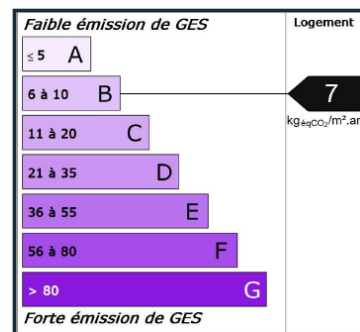 Faible émission de GES
Logement
≤ 5 A
6 à 10 B
7
kgéqCO₂/m².an
11 à 20 C
21 à 35 D
36 à 55 E
56 à 80 F
> 80 G
Forte émission de GES